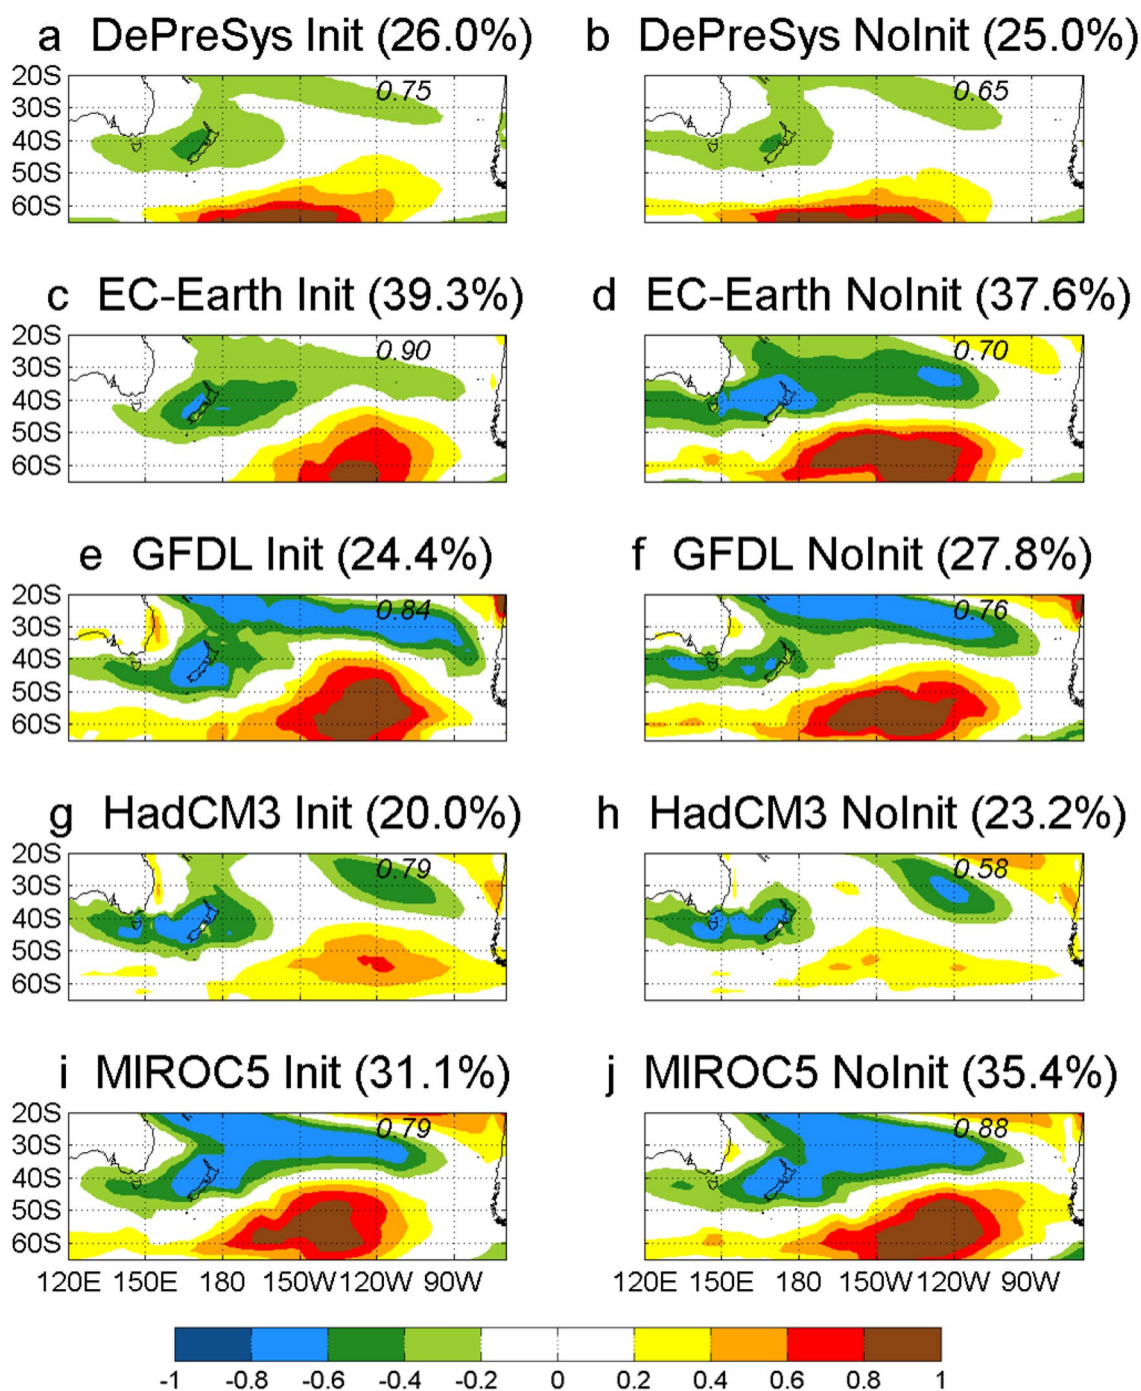 a DePreSys Init (26.0%) b DePreSys NoInit (25.0%)
20S 0.75 0.65
30S
40S
50S
60S
c EC-Earth Init (39.3%) d EC-Earth NoInit (37.6%)
20S 0.90 0.70
30S
40S
50S
60S
e GFDL Init (24.4%) f GFDL NoInit (27.8%)
20S 0.84 0.76
30S
40S
50S
60S
g HadCM3 Init (20.0%) h HadCM3 NoInit (23.2%)
20S 0.79 0.58
30S
40S
50S
60S
i MIROC5 Init (31.1%) j MIROC5 NoInit (35.4%)
20S 0.79 0.88
30S
40S
50S
60S
120E 150E 180 150W 120W 90W 120E 150E 180 150W 120W 90W
-1 -0.8 -0.6 -0.4 -0.2 0 0.2 0.4 0.6 0.8 1